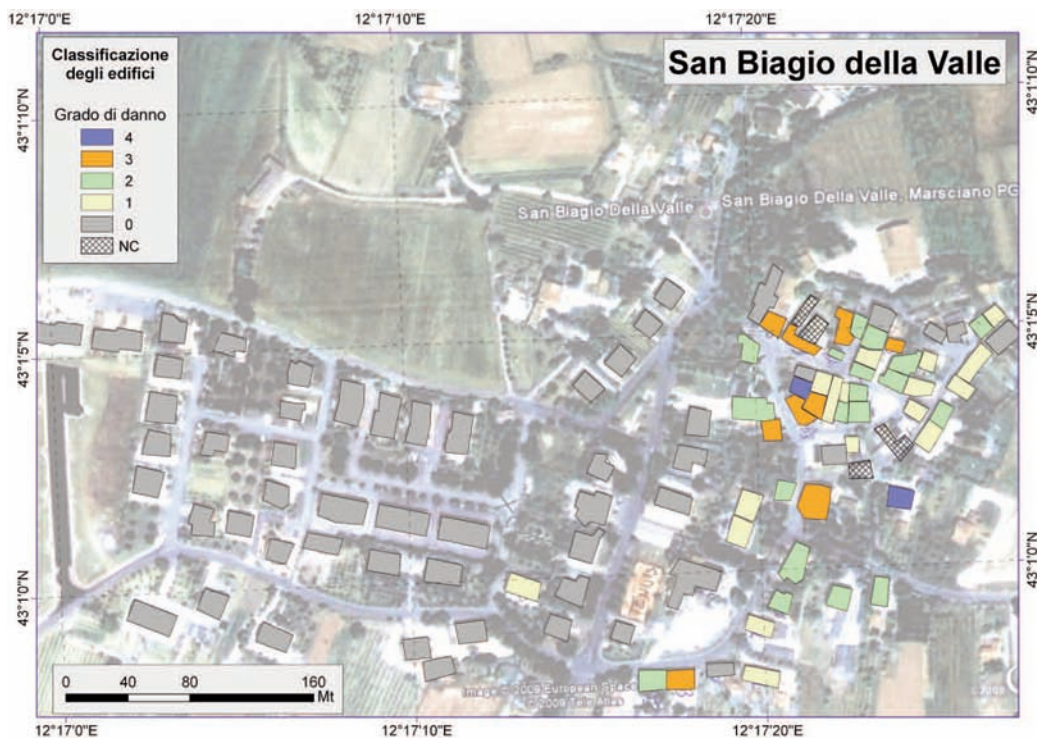 12°17'0"E 12°17'10"E 12°17'20"E
San Biagio della Valle
Classificazione
degli edifici
Grado di danno
4
3
2
1
0
NC
43°1'10"N
43°1'5"N
43°1'0"N
43°1'10"N
43°1'5"N
43°1'0"N
San Biagio Della Valle
San Biagio Della Valle, Marsciano PG
0 40 80 160
Mt
Image © 2009 European Space
© 2009 Tele Atlas
12°17'0"E 12°17'10"E 12°17'20"E